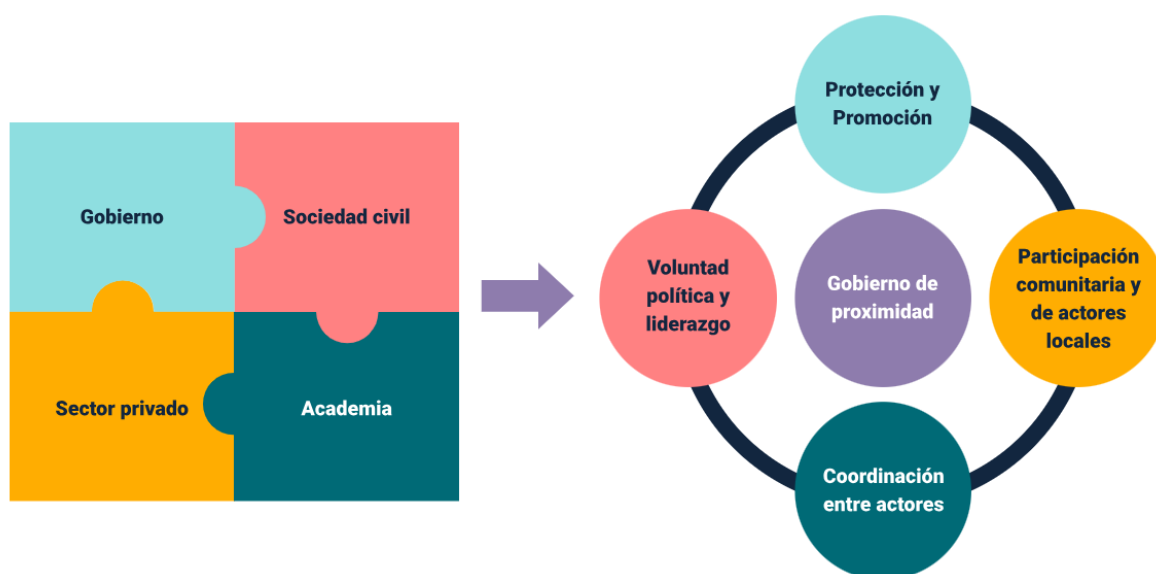 Gobierno
Sociedad civil
Sector privado
Academia
Protección y
Promoción
Voluntad
política y
liderazgo
Gobierno de
proximidad
Participación
comunitaria y
de actores
locales
Coordinación
entre actores